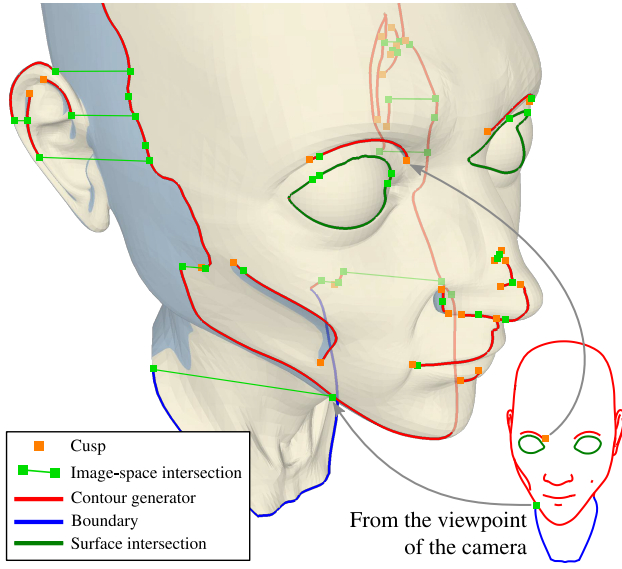 Cusp
Image-space intersection
Contour generator
Boundary
Surface intersection
From the viewpoint
of the camera